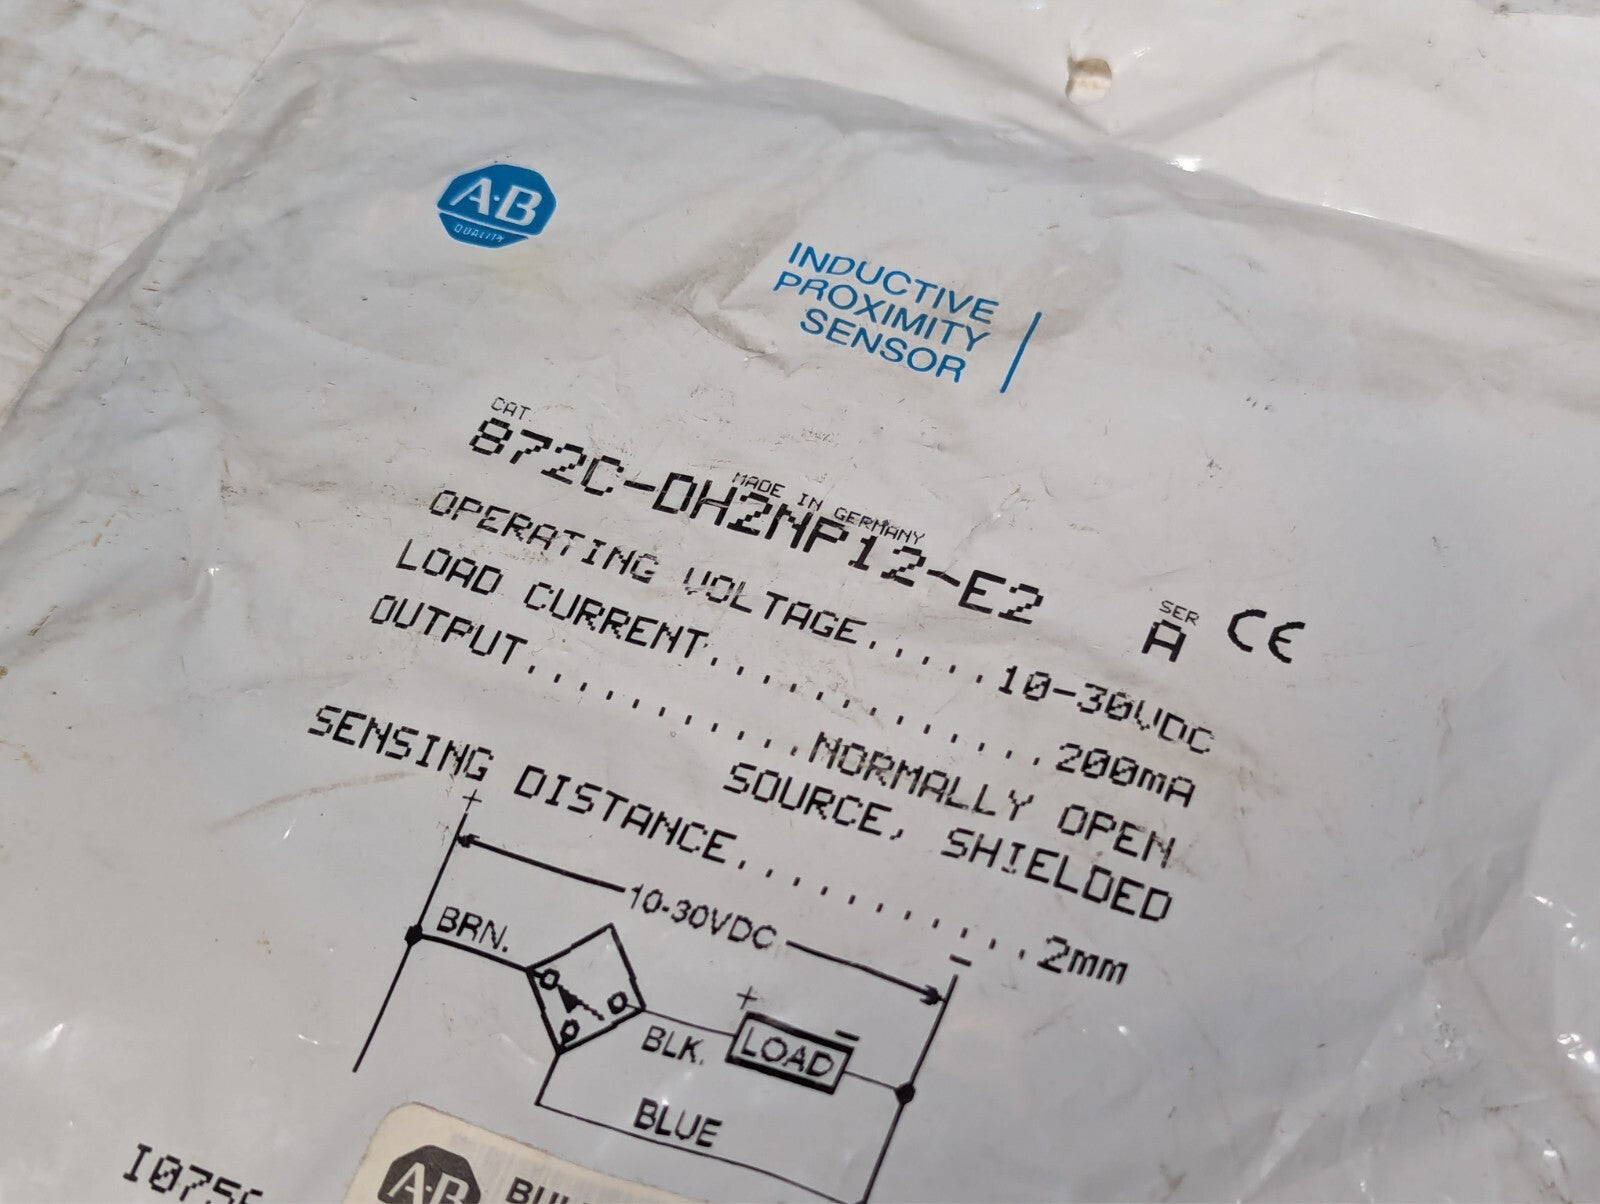 A·B
QUALITY
INDUCTIVE
PROXIMITY
SENSOR
CAT
MADE IN GERMANY
872C-DH2NP12-E2
SER
A CE
OPERATING VOLTAGE.....10-30VDC
LOAD CURRENT.............200mA
OUTPUT...........NORMALLY OPEN
SOURCE, SHIELDED
SENSING DISTANCE...........2mm
+ 10-30VDC −
BRN.
BLK.
+ LOAD −
BLUE
A·B